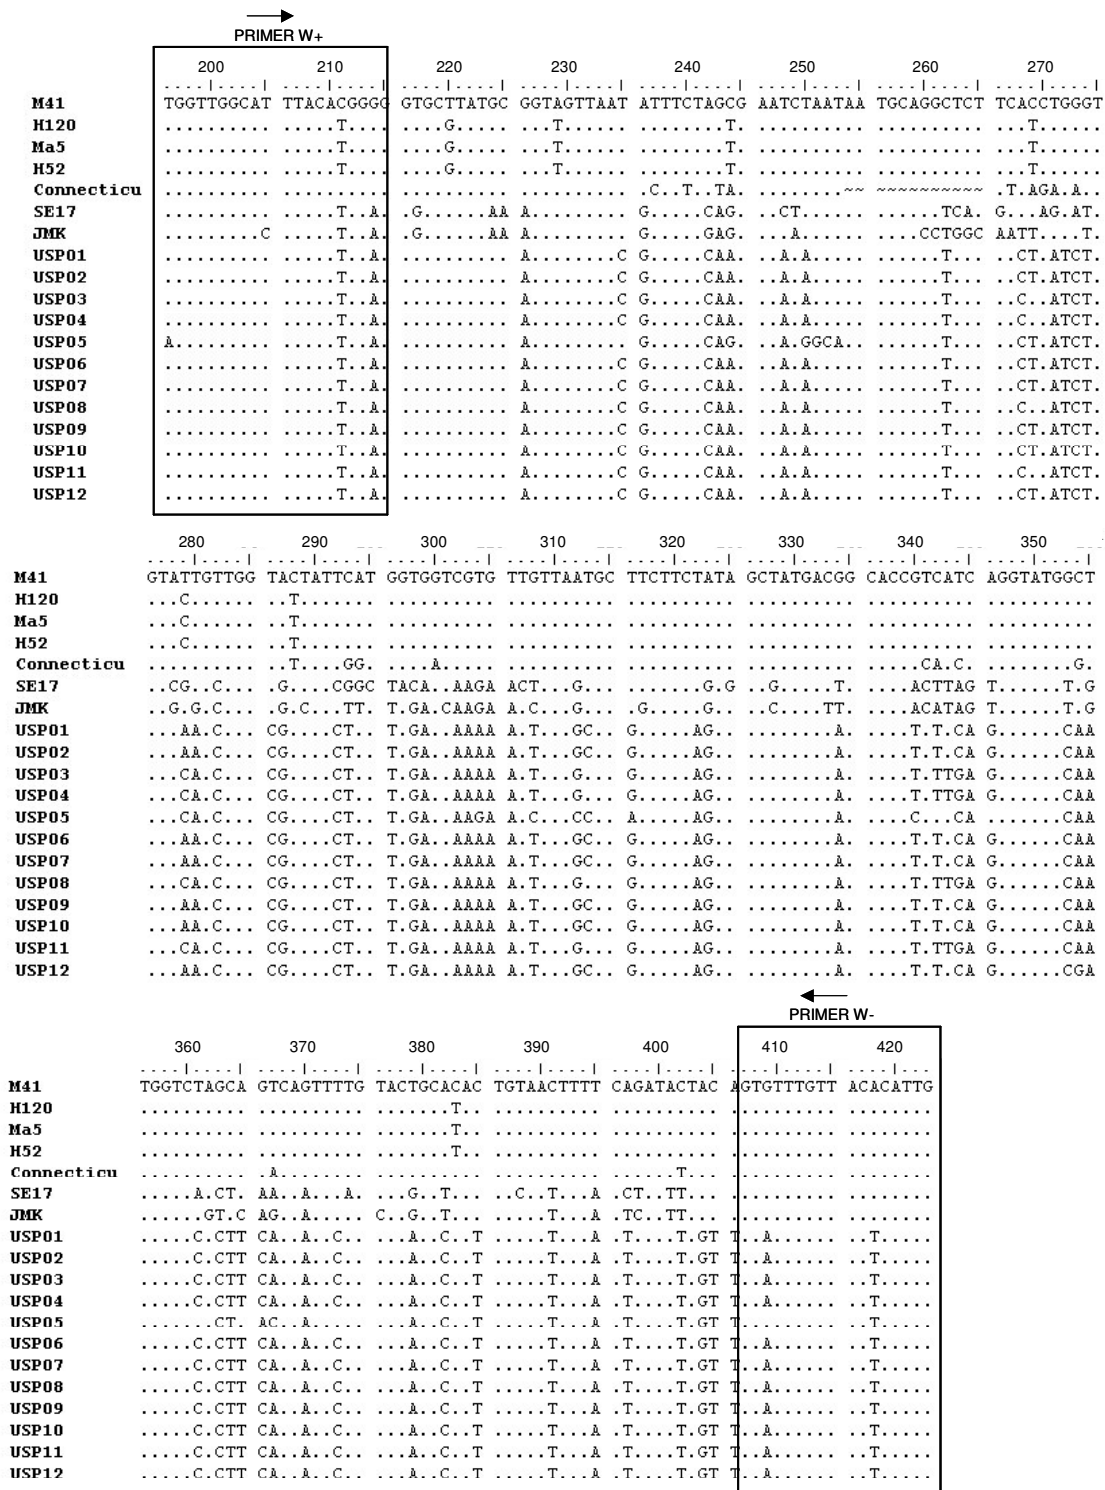 PRIMER W+
200 210 220 230 240 250 260 270
M41 TGGTTGGCAT TTACACGGGG GTGCTTATGC GGTAGTTAAT ATTTCTAGCG AATCTAATAA TGCAGGCTCT TCACCTGGGT
H120 .......... .....T.... ....G..... ...T...... .......T.. .......... .......... ...T......
Ma5 .......... .....T.... ....G..... ...T...... .......T.. .......... .......... ...T......
H52 .......... .....T.... ....G..... ...T...... .......T.. .......... .......... ...T......
Connecticu .......... .......... .......... .......... .C..T..TA. ........~~ ~~~~~~~~~~ .T.AGA.A..
SE17 .......... .....T..A. .G.....AA A......... G.....CAG. ..CT...... ......TCA. G...AG.AT.
JMK .........C .....T..A. .G.....AA A......... G.....GAG. ...A...... ....CCTGGC AATT....T.
USP01 .......... .....T..A. .......... A........C G.....CAA. ..A.A..... ......T... ..CT.ATCT.
USP02 .......... .....T..A. .......... A........C G.....CAA. ..A.A..... ......T... ..CT.ATCT.
USP03 .......... .....T..A. .......... A........C G.....CAA. ..A.A..... ......T... ..C..ATCT.
USP04 .......... .....T..A. .......... A........C G.....CAA. ..A.A..... ......T... ..C..ATCT.
USP05 A......... .....T..A. .......... A......... G.....CAG. ..A.GGCA.. ......T... ..CT.ATCT.
USP06 .......... .....T..A. .......... A........C G.....CAA. ..A.A..... ......T... ..CT.ATCT.
USP07 .......... .....T..A. .......... A........C G.....CAA. ..A.A..... ......T... ..CT.ATCT.
USP08 .......... .....T..A. .......... A........C G.....CAA. ..A.A..... ......T... ..C..ATCT.
USP09 .......... .....T..A. .......... A........C G.....CAA. ..A.A..... ......T... ..CT.ATCT.
USP10 .......... .....T..A. .......... A........C G.....CAA. ..A.A..... ......T... ..CT.ATCT.
USP11 .......... .....T..A. .......... A........C G.....CAA. ..A.A..... ......T... ..C..ATCT.
USP12 .......... .....T..A. .......... A........C G.....CAA. ..A.A..... ......T... ..CT.ATCT.
280 290 300 310 320 330 340 350
M41 GTATTGTTGG TACTATTCAT GGTGGTCGTG TTGTTAATGC TTCTTCTATA GCTATGACGG CACCGTCATC AGGTATGGCT
H120 ...C...... ..T....... .......... .......... .......... .......... .......... ..........
Ma5 ...C...... ..T....... .......... .......... .......... .......... .......... ..........
H52 ...C...... ..T....... .......... .......... .......... .......... .......... ..........
Connecticu .......... ..T....GG. ....A..... .......... .......... .......... .....CA.C. ........G.
SE17 ..CG..C... .G....CGGC TACA..AAGA ACT...G... .......G.G ..G.....T. ....ACTTAG T......T.G
JMK ..G.G.C... .G.C...TT. T.GA.CAAGA A.C...G... .G.....G.. ..C....TT. ....ACATAG T......T.G
USP01 ...AA.C... CG....CT.. T.GA..AAAA A.T...GC.. G.....AG.. ........A. ....T.T.CA G.......CAA
USP02 ...AA.C... CG....CT.. T.GA..AAAA A.T...GC.. G.....AG.. ........A. ....T.T.CA G.......CAA
USP03 ...CA.C... CG....CT.. T.GA..AAAA A.T...G... G.....AG.. ........A. ....T.TTGA G.......CAA
USP04 ...CA.C... CG....CT.. T.GA..AAAA A.T...G... G.....AG.. ........A. ....T.TTGA G.......CAA
USP05 ...CA.C... CG....CT.. T.GA..AAGA A.C...CC.. A.....AG.. ........A. ....C...CA ........CAA
USP06 ...AA.C... CG....CT.. T.GA..AAAA A.T...GC.. G.....AG.. ........A. ....T.T.CA G.......CAA
USP07 ...AA.C... CG....CT.. T.GA..AAAA A.T...GC.. G.....AG.. ........A. ....T.T.CA G.......CAA
USP08 ...CA.C... CG....CT.. T.GA..AAAA A.T...G... G.....AG.. ........A. ....T.TTGA G.......CAA
USP09 ...AA.C... CG....CT.. T.GA..AAAA A.T...GC.. G.....AG.. ........A. ....T.T.CA G.......CAA
USP10 ...AA.C... CG....CT.. T.GA..AAAA A.T...GC.. G.....AG.. ........A. ....T.T.CA G.......CAA
USP11 ...CA.C... CG....CT.. T.GA..AAAA A.T...G... G.....AG.. ........A. ....T.TTGA G.......CAA
USP12 ...AA.C... CG....CT.. T.GA..AAAA A.T...GC.. G.....AG.. ........A. ....T.T.CA G.......CGA
PRIMER W-
360 370 380 390 400 410 420
M41 TGGTCTAGCA GTCAGTTTTG TACTGCACAC TGTAACTTTT CAGATACTAC AGTGTTTGTT ACACATTG
H120 .......... .......... .......T.. .......... .......... .......... ........
Ma5 .......... .......... .......T.. .......... .......... .......... ........
H52 .......... .......... .......T.. .......... .......... .......... ........
Connecticu .......... .A........ .......... .......... ......T... .......... ........
SE17 .....A.CT. AA..A...A. ...G..T... ..C..T...A .CT..TT... .......... ........
JMK ......GT.C AG..A..... C..G..T... .....T...A .TC..TT... .......... ........
USP01 .....C.CTT CA..A..C.. ...A..C..T .....T...A .T....T.GT T..A...... ..T.....
USP02 .....C.CTT CA..A..C.. ...A..C..T .....T...A .T....T.GT T..A...... ..T.....
USP03 .....C.CTT CA..A..C.. ...A..C..T .....T...A .T....T.GT T..A...... ..T.....
USP04 .....C.CTT CA..A..C.. ...A..C..T .....T...A .T....T.GT T..A...... ..T.....
USP05 .......CT. AC..A..... ...A..C..T .....T...A .T....T.GT T......... ..T.....
USP06 .....C.CTT CA..A..C.. ...A..C..T .....T...A .T....T.GT T..A...... ..T.....
USP07 .....C.CTT CA..A..C.. ...A..C..T .....T...A .T....T.GT T..A...... ..T.....
USP08 .....C.CTT CA..A..C.. ...A..C..T .....T...A .T....T.GT T..A...... ..T.....
USP09 .....C.CTT CA..A..C.. ...A..C..T .....T...A .T....T.GT T..A...... ..T.....
USP10 .....C.CTT CA..A..C.. ...A..C..T .....T...A .T....T.GT T..A...... ..T.....
USP11 .....C.CTT CA..A..C.. ...A..C..T .....T...A .T....T.GT T..A...... ..T.....
USP12 .....C.CTT CA..A..C.. ...A..C..T .....T...A .T....T.GT T..A...... ..T.....